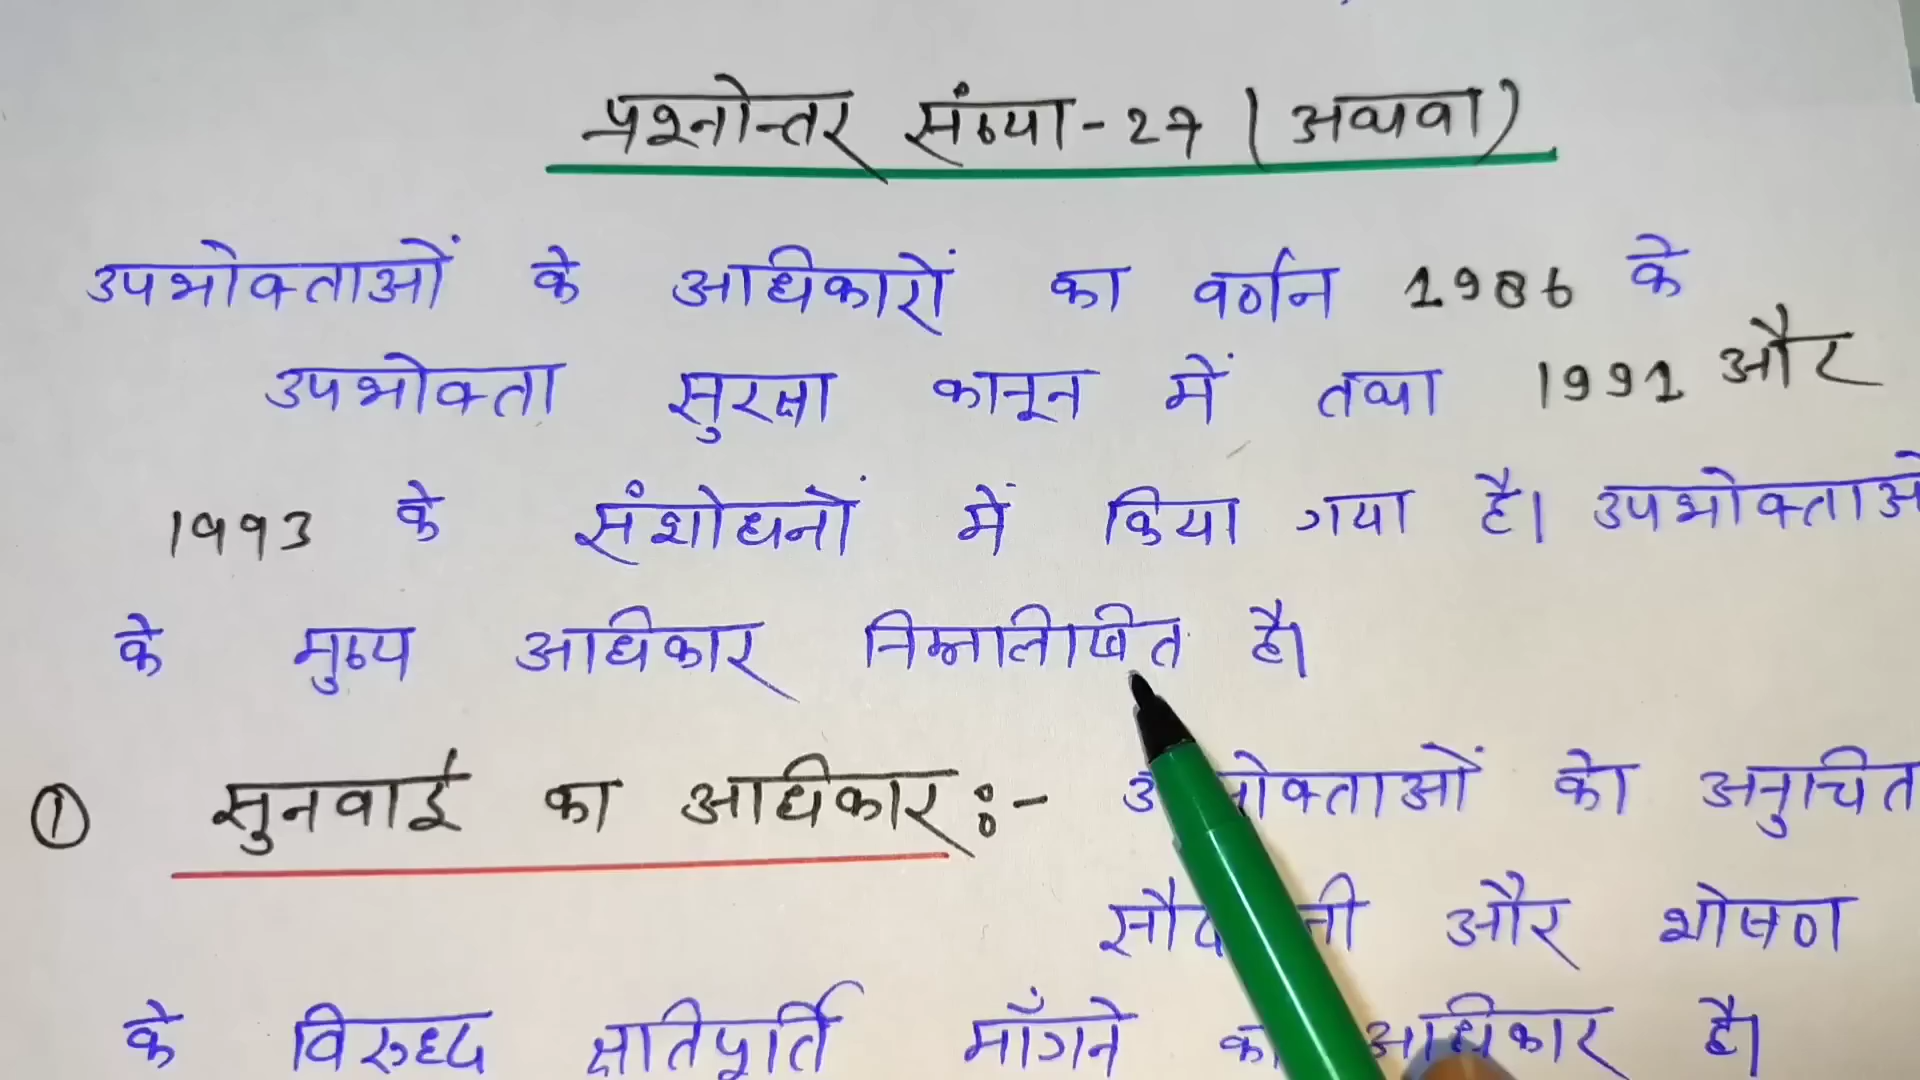 प्रश्नोत्तर संख्या - 27 ( अथवा )
उपभोक्ताओं के अधिकारों का वर्णन 1986 के
उपभोक्ता सुरक्षा कानून में तथा 1991 और
1993 के संशोधनों में किया गया है। उपभोक्ताओ
के मुख्य अधिकार निम्नलिखित है।
① सुनवाई का अधिकार :- को अनुचित
और शोषण
के विरुध्द क्षतिपूर्ति माँगने का अधिकार है।